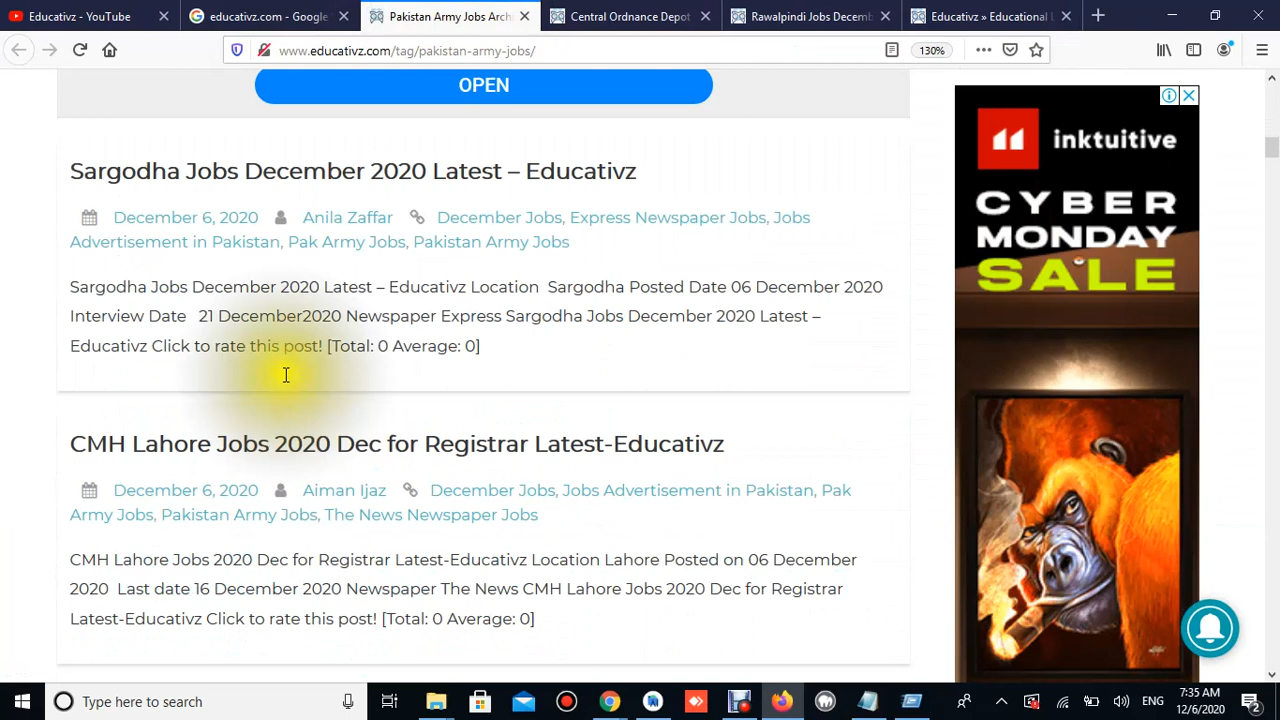 Educativz - YouTube
educativz.com - Google
Pakistan Army Jobs Arch
Central Ordnance Depot
Rawalpindi Jobs Decemb
Educativz » Educational
www.educativz.com/tag/pakistan-army-jobs/
130%
OPEN
Sargodha Jobs December 2020 Latest – Educativz
December 6, 2020 Anila Zaffar December Jobs, Express Newspaper Jobs, Jobs
Advertisement in Pakistan, Pak Army Jobs, Pakistan Army Jobs
Sargodha Jobs December 2020 Latest – Educativz Location Sargodha Posted Date 06 December 2020
Interview Date 21 December2020 Newspaper Express Sargodha Jobs December 2020 Latest –
Educativz Click to rate this post! [Total: 0 Average: 0]
CMH Lahore Jobs 2020 Dec for Registrar Latest-Educativz
December 6, 2020 Aiman Ijaz December Jobs, Jobs Advertisement in Pakistan, Pak
Army Jobs, Pakistan Army Jobs, The News Newspaper Jobs
CMH Lahore Jobs 2020 Dec for Registrar Latest-Educativz Location Lahore Posted on 06 December
2020 Last date 16 December 2020 Newspaper The News CMH Lahore Jobs 2020 Dec for Registrar
Latest-Educativz Click to rate this post! [Total: 0 Average: 0]
inktuitive
CYBER
MONDAY
SALE
Type here to search
ENG
7:35 AM
12/6/2020
2